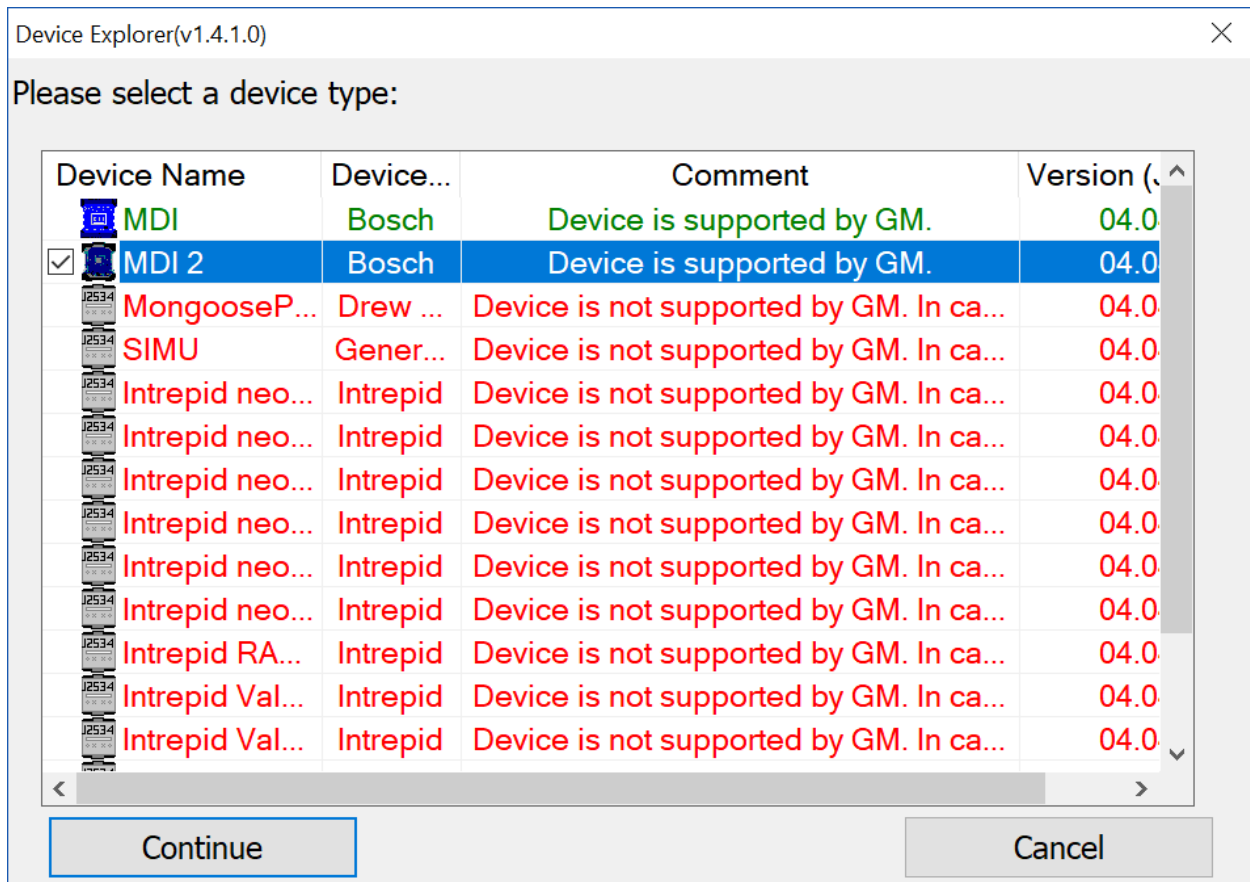 Device Explorer(v1.4.1.0)
Please select a device type:
Device Name Device... Comment Version (J
MDI Bosch Device is supported by GM. 04.0
MDI 2 Bosch Device is supported by GM. 04.0
J2534 MongooseP... Drew ... Device is not supported by GM. In ca... 04.0
J2534 SIMU Gener... Device is not supported by GM. In ca... 04.0
J2534 Intrepid neo... Intrepid Device is not supported by GM. In ca... 04.0
J2534 Intrepid neo... Intrepid Device is not supported by GM. In ca... 04.0
J2534 Intrepid neo... Intrepid Device is not supported by GM. In ca... 04.0
J2534 Intrepid neo... Intrepid Device is not supported by GM. In ca... 04.0
J2534 Intrepid neo... Intrepid Device is not supported by GM. In ca... 04.0
J2534 Intrepid neo... Intrepid Device is not supported by GM. In ca... 04.0
J2534 Intrepid RA... Intrepid Device is not supported by GM. In ca... 04.0
J2534 Intrepid Val... Intrepid Device is not supported by GM. In ca... 04.0
J2534 Intrepid Val... Intrepid Device is not supported by GM. In ca... 04.0
Continue Cancel